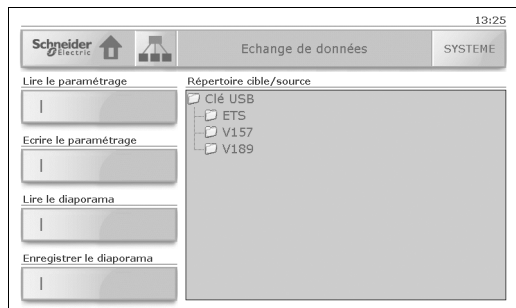 13:25
Schneider Electric
Echange de données
SYSTEME
Lire le paramétrage
Répertoire cible/source
Clé USB
ETS
V157
V189
Ecrire le paramétrage
Lire le diaporama
Enregistrer le diaporama